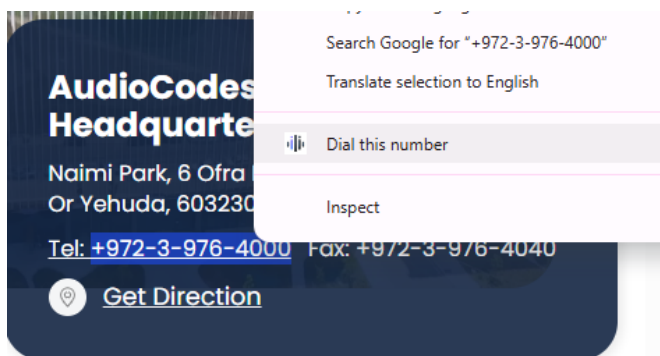 Search Google for “+972-3-976-4000”
Translate selection to English
Dial this number
Inspect
AudioCodes
Headquarte
Naimi Park, 6 Ofra
Or Yehuda, 603230
Tel: +972-3-976-4000 Fax: +972-3-976-4040
Get Direction